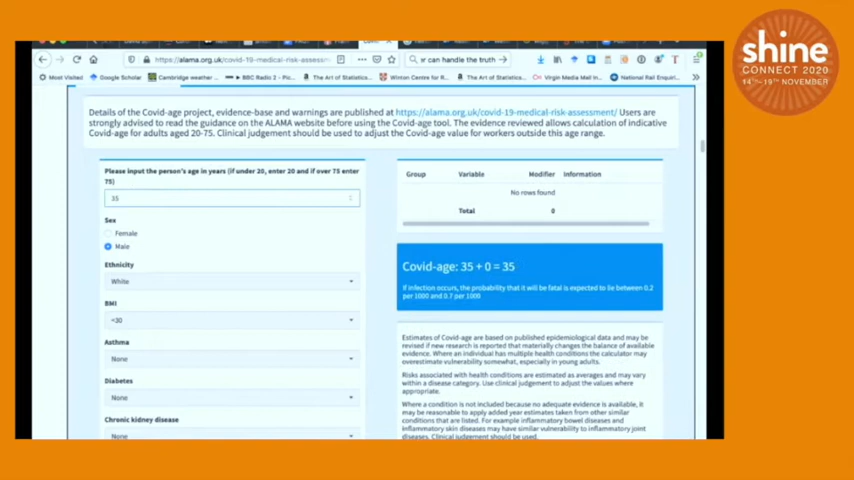 shine
CONNECT 2020
14TH-19TH NOVEMBER
https://alama.org.uk/covid-19-medical-risk-assessm
or can handle the truth
Most Visited
Google Scholar
Cambridge weather ...
BBC Radio 2 - Pio...
The Art of Statistics...
Winton Centre for R...
The Art of Statistics...
Virgin Media Mail In...
National Rail Enquiri...
Details of the Covid-age project, evidence-base and warnings are published at https://alama.org.uk/covid-19-medical-risk-assessment/ Users are
strongly advised to read the guidance on the ALAMA website before using the Covid-age tool. The evidence reviewed allows calculation of indicative
Covid-age for adults aged 20-75. Clinical judgement should be used to adjust the Covid-age value for workers outside this age range.
Please input the person's age in years (if under 20, enter 20 and if over 75 enter
75)
35
Sex
Female
Male
Ethnicity
White
BMI
<30
Asthma
None
Diabetes
None
Chronic kidney disease
None
Group Variable Modifier Information
No rows found
Total 0
Covid-age: 35 + 0 = 35
If infection occurs, the probability that it will be fatal is expected to lie between 0.2
per 1000 and 0.7 per 1000
Estimates of Covid-age are based on published epidemiological data and may be
revised if new research is reported that materially changes the balance of available
evidence. Where an individual has multiple health conditions the calculator may
overestimate vulnerability somewhat, especially in young adults.
Risks associated with health conditions are estimated as averages and may vary
within a disease category. Use clinical judgement to adjust the values where
appropriate.
Where a condition is not included because no adequate evidence is available, it
may be reasonable to apply added year estimates taken from other similar
conditions that are listed. For example inflammatory bowel diseases and
inflammatory skin diseases may have similar vulnerability to inflammatory joint
diseases. Clinical judgement should be used.